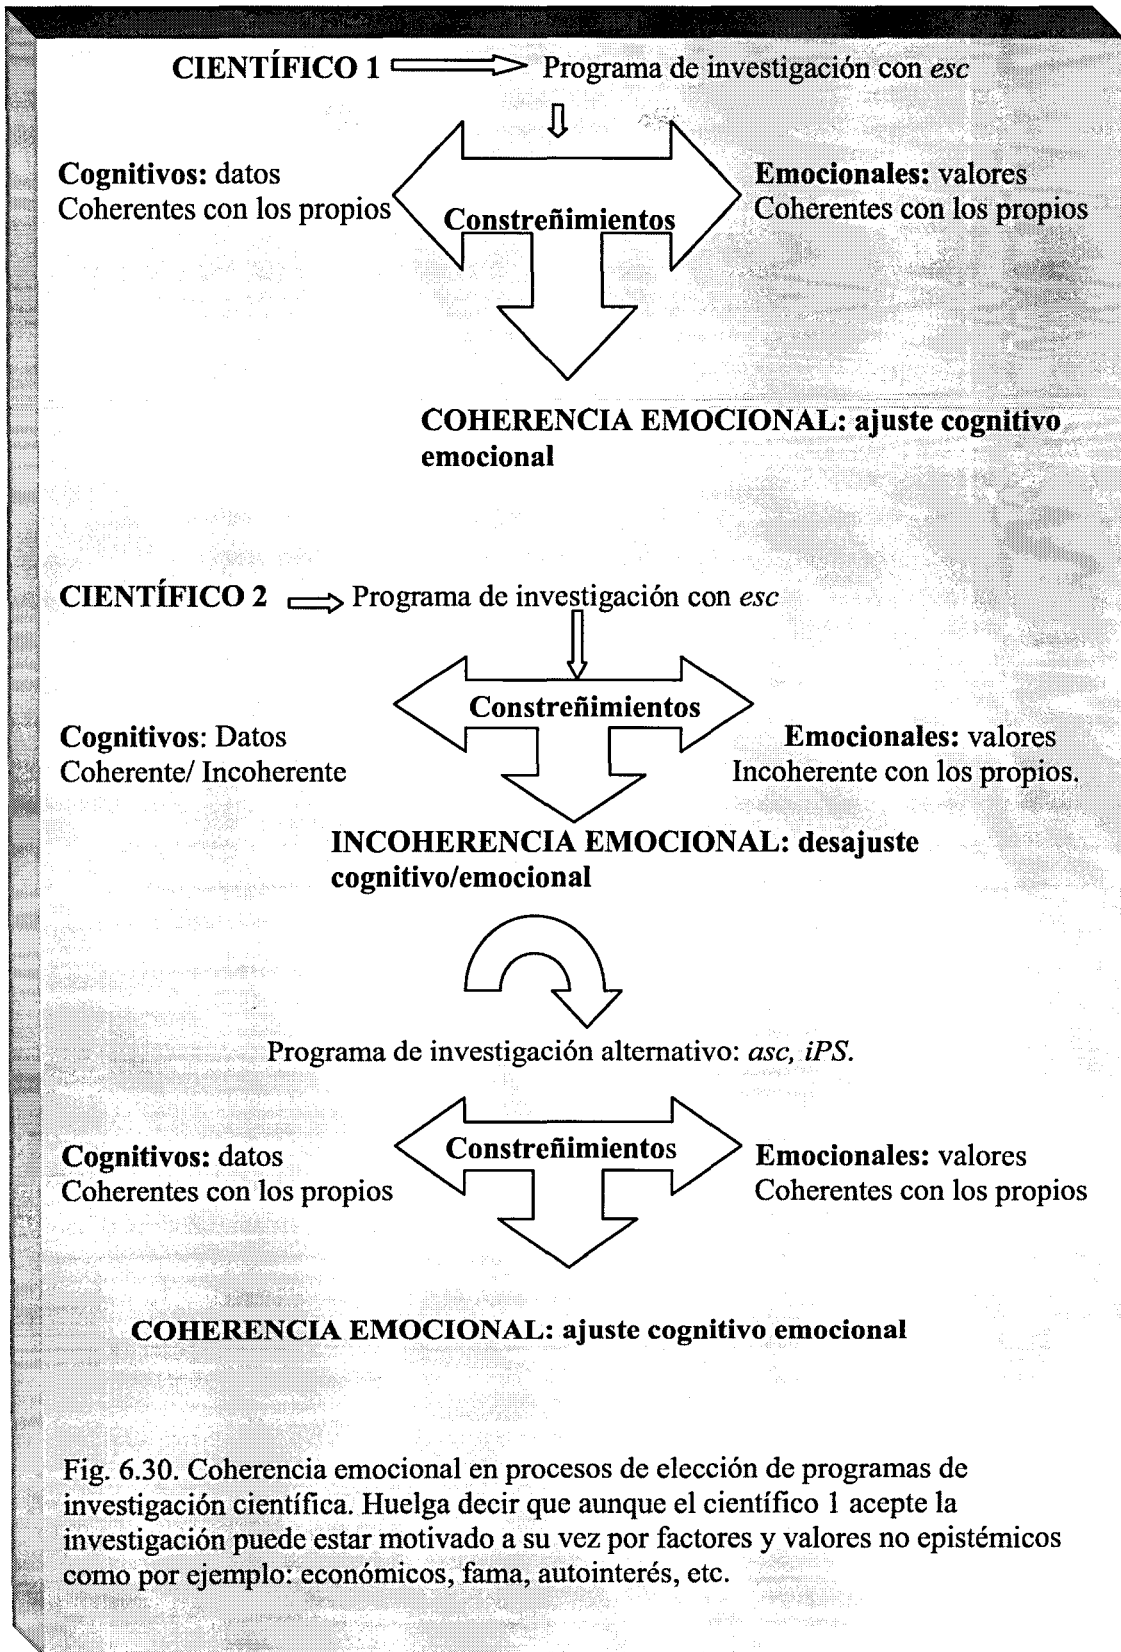 CIENTÍFICO 1 Programa de investigación con esc
Cognitivos: datos
Coherentes con los propios
Constreñimientos
Emocionales: valores
Coherentes con los propios
COHERENCIA EMOCIONAL: ajuste cognitivo
emocional
CIENTÍFICO 2 Programa de investigación con esc
Constreñimientos
Cognitivos: Datos
Coherente/ Incoherente
Emocionales: valores
Incoherente con los propios.
INCOHERENCIA EMOCIONAL: desajuste
cognitivo/emocional
Programa de investigación alternativo: asc, iPS.
Constreñimientos
Cognitivos: datos
Coherentes con los propios
Emocionales: valores
Coherentes con los propios
COHERENCIA EMOCIONAL: ajuste cognitivo emocional
Fig. 6.30. Coherencia emocional en procesos de elección de programas de
investigación científica. Huelga decir que aunque el científico 1 acepte la
investigación puede estar motivado a su vez por factores y valores no epistémicos
como por ejemplo: económicos, fama, autointerés, etc.